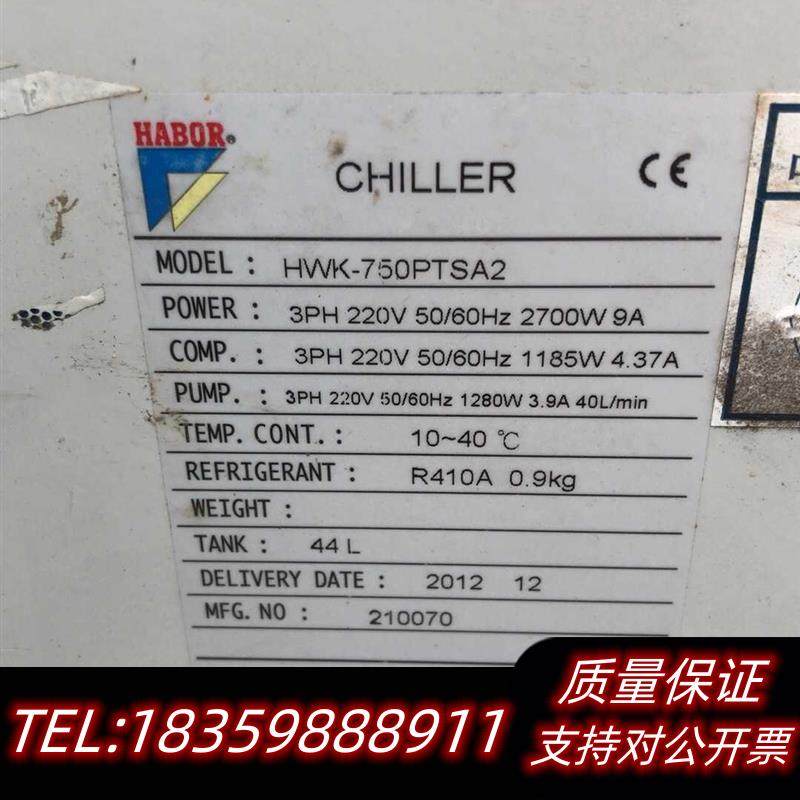 HABOR®
CHILLER CE
MODEL : HWK-750PTSA2
POWER : 3PH 220V 50/60Hz 2700W 9A
COMP. : 3PH 220V 50/60Hz 1185W 4.37A
PUMP. : 3PH 220V 50/60Hz 1280W 3.9A 40L/min
TEMP. CONT. : 10~40 ℃
REFRIGERANT : R410A 0.9kg
WEIGHT :
TANK : 44 L
DELIVERY DATE : 2012 12
MFG. NO : 210070
质量保证
TEL:18359888911
支持对公开票